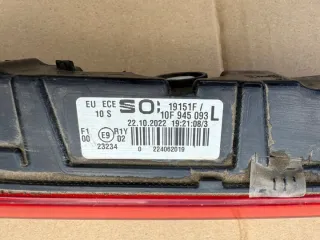 EU ECE SO: 19151F/
10 S 10F 945 093 L
22.10.2022 19:21:08/3
F1 E9 R1Y
00 02
23234 0 224062019